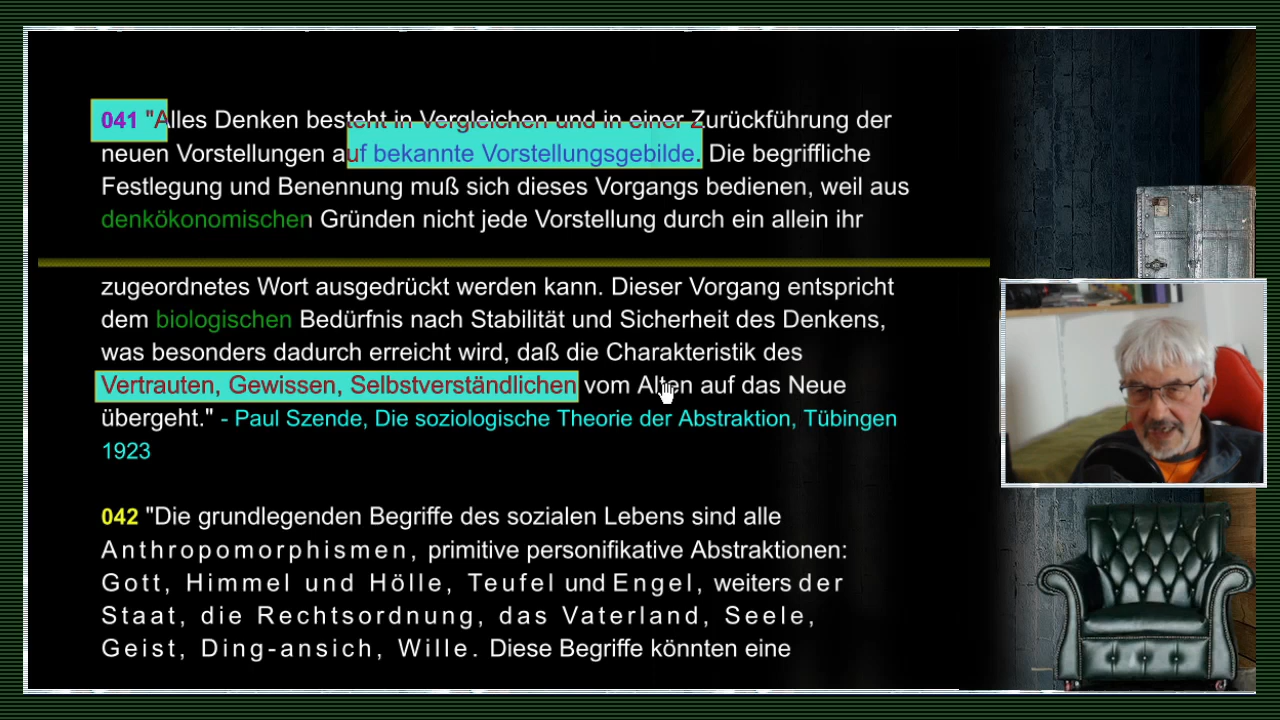 041 "Alles Denken besteht in Vergleichen und in einer Zurückführung der
neuen Vorstellungen auf bekannte Vorstellungsgebilde. Die begriffliche
Festlegung und Benennung muß sich dieses Vorgangs bedienen, weil aus
denkökonomischen Gründen nicht jede Vorstellung durch ein allein ihr
zugeordnetes Wort ausgedrückt werden kann. Dieser Vorgang entspricht
dem biologischen Bedürfnis nach Stabilität und Sicherheit des Denkens,
was besonders dadurch erreicht wird, daß die Charakteristik des
Vertrauten, Gewissen, Selbstverständlichen vom Alten auf das Neue
übergeht." - Paul Szende, Die soziologische Theorie der Abstraktion, Tübingen
1923
042 "Die grundlegenden Begriffe des sozialen Lebens sind alle
Anthropomorphismen, primitive personifikative Abstraktionen:
Gott, Himmel und Hölle, Teufel und Engel, weiters der
Staat, die Rechtsordnung, das Vaterland, Seele,
Geist, Ding-ansich, Wille. Diese Begriffe könnten eine